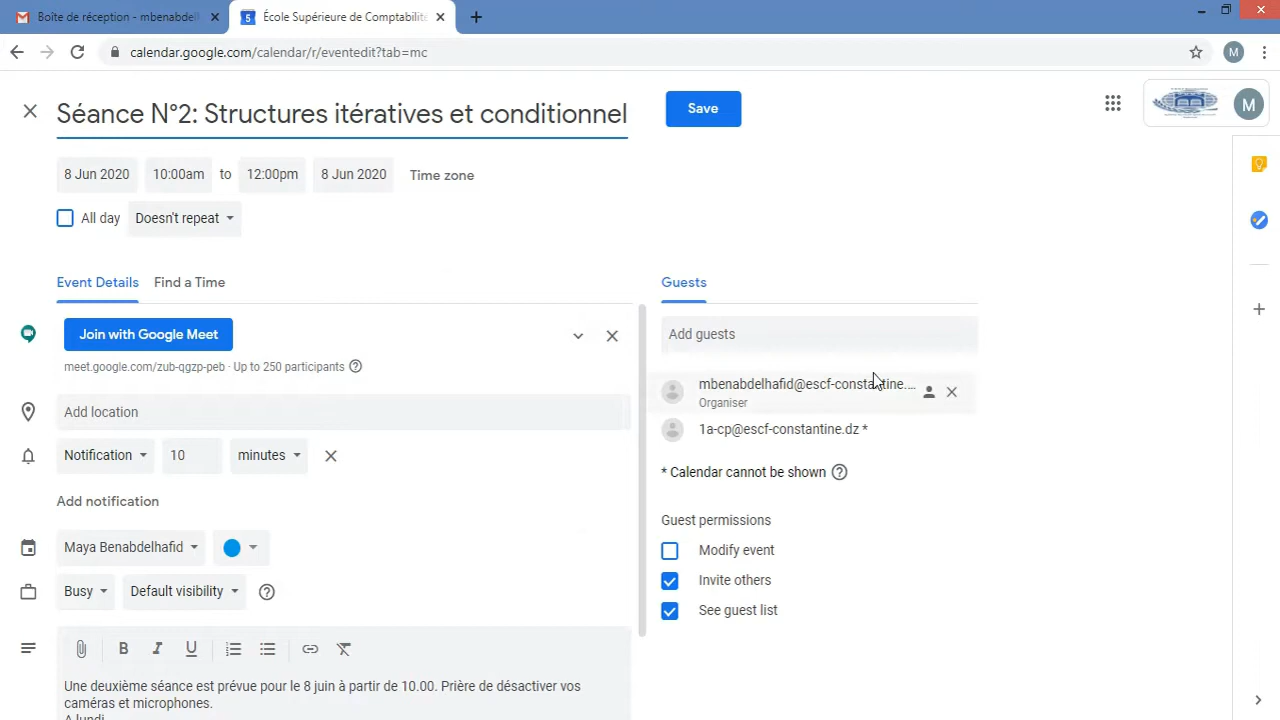 Boîte de réception - mbenabdel
École Supérieure de Comptabilité
calendar.google.com/calendar/r/eventedit?tab=mc
M
Séance N°2: Structures itératives et conditionnel
Save
M
8 Jun 2020
10:00am
to
12:00pm
8 Jun 2020
Time zone
All day
Doesn't repeat
Event Details
Find a Time
Guests
Join with Google Meet
meet.google.com/zub-qgzp-peb · Up to 250 participants
Add guests
mbenabdelhafid@escf-constantine....
Organiser
Add location
1a-cp@escf-constantine.dz *
Notification
10
minutes
* Calendar cannot be shown
Add notification
Guest permissions
Maya Benabdelhafid
Modify event
Busy
Default visibility
Invite others
See guest list
B I U
Une deuxième séance est prévue pour le 8 juin à partir de 10.00. Prière de désactiver vos
caméras et microphones.
A lundi